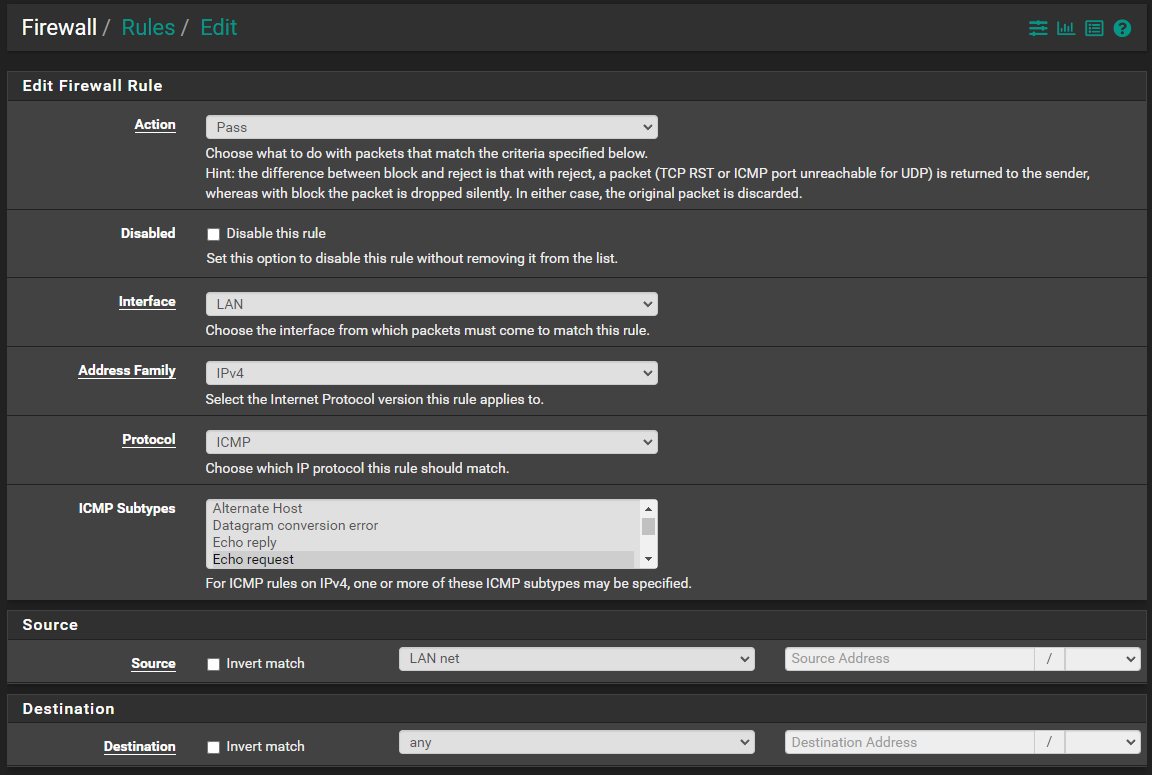 Firewall / Rules / Edit
Edit Firewall Rule
Action
Pass
Choose what to do with packets that match the criteria specified below.
Hint: the difference between block and reject is that with reject, a packet (TCP RST or ICMP port unreachable for UDP) is returned to the sender,
whereas with block the packet is dropped silently. In either case, the original packet is discarded.
Disabled
Disable this rule
Set this option to disable this rule without removing it from the list.
Interface
LAN
Choose the interface from which packets must come to match this rule.
Address Family
IPv4
Select the Internet Protocol version this rule applies to.
Protocol
ICMP
Choose which IP protocol this rule should match.
ICMP Subtypes
Alternate Host
Datagram conversion error
Echo reply
Echo request
For ICMP rules on IPv4, one or more of these ICMP subtypes may be specified.
Source
Source Invert match LAN net Source Address /
Destination
Destination Invert match any Destination Address /